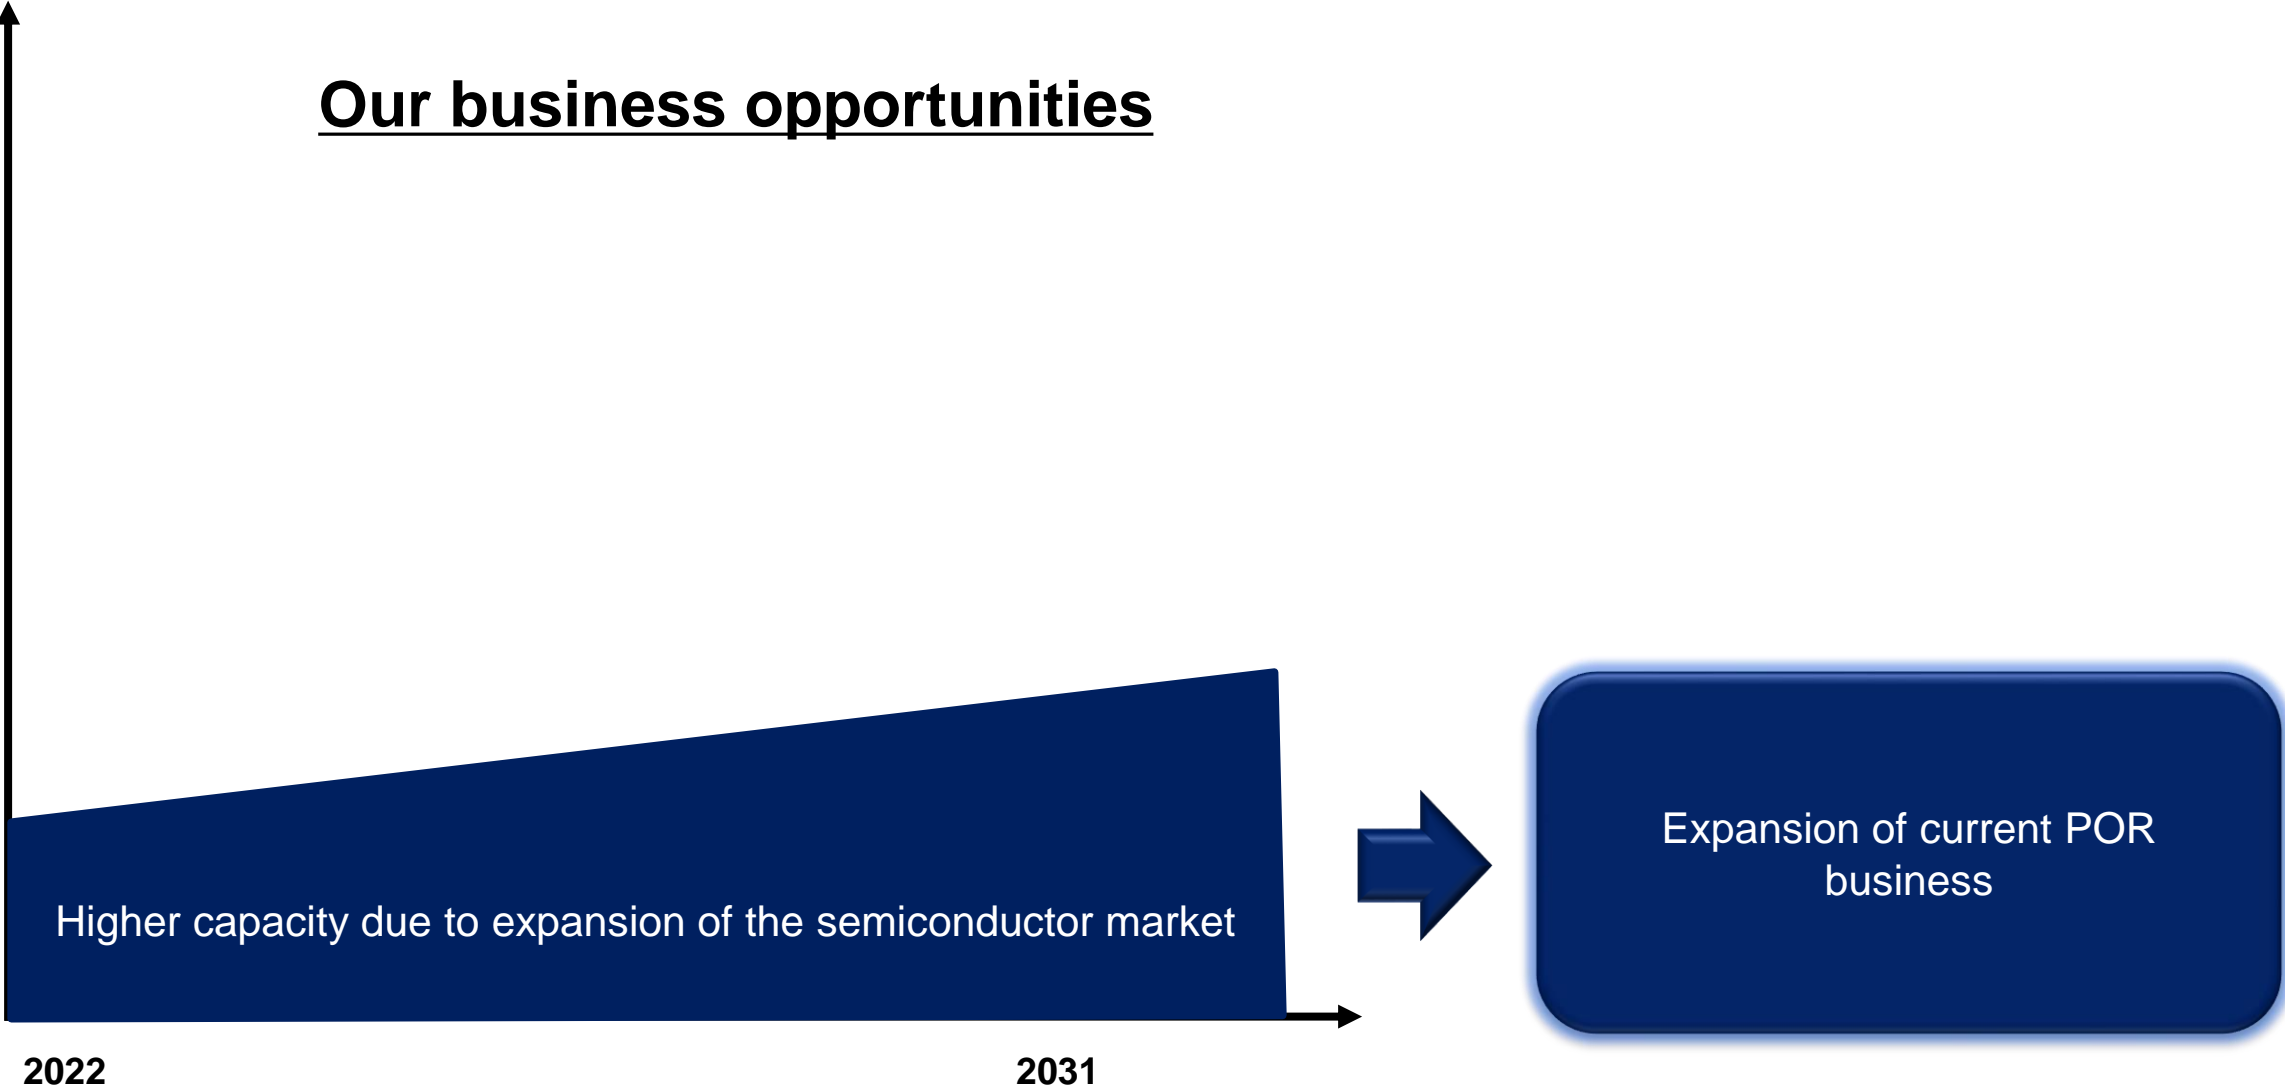 Our business opportunities
Higher capacity due to expansion of the semiconductor market
Expansion of current POR
business
2022
2031